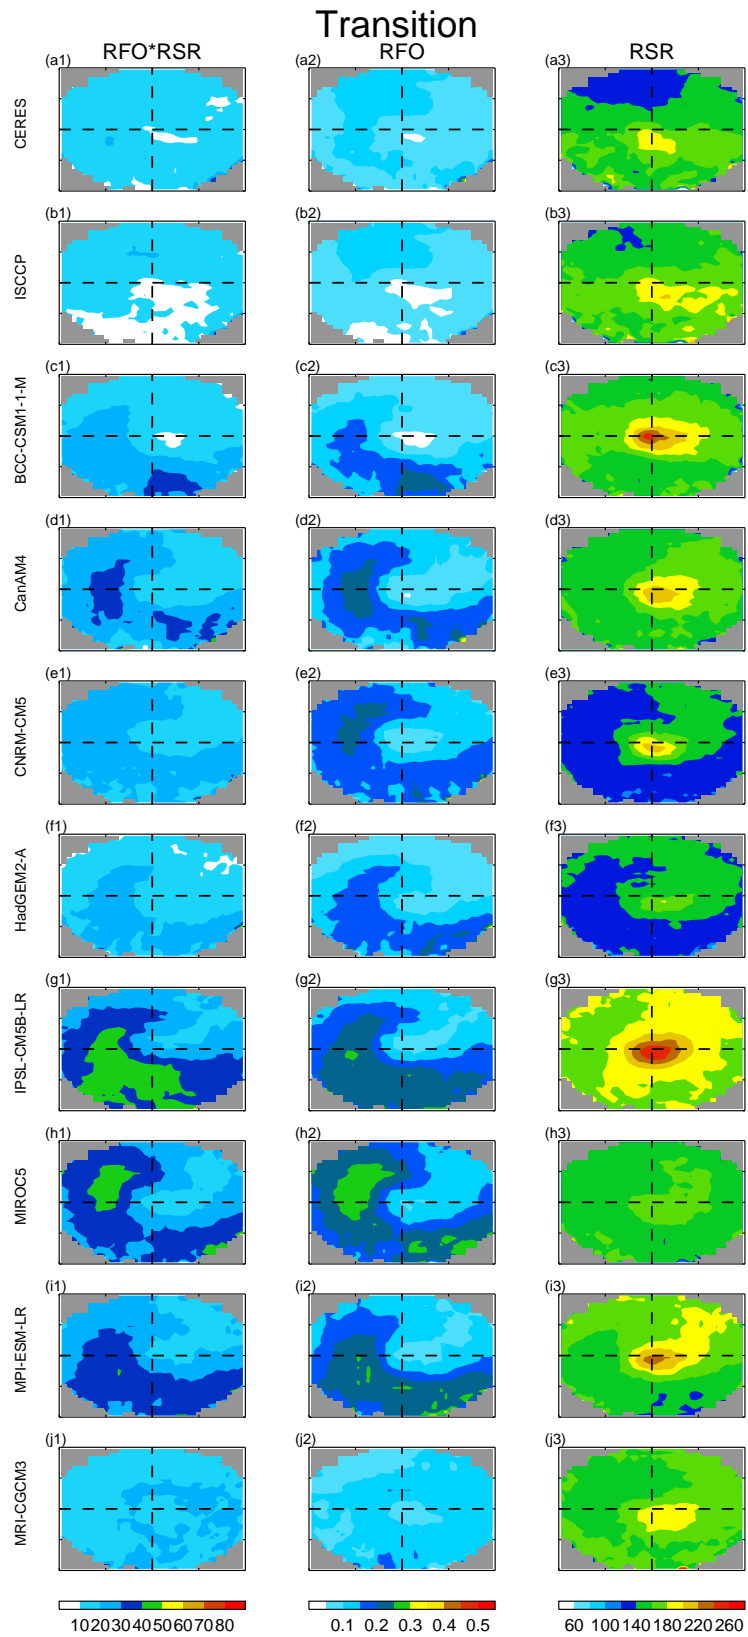 Transition
RFO*RSR RFO RSR
(a1) (a2) (a3)
CERES
(b1) (b2) (b3)
ISCCP
(c1) (c2) (c3)
BCC-CSM1-1-M
(d1) (d2) (d3)
CanAM4
(e1) (e2) (e3)
CNRM-CM5
(f1) (f2) (f3)
HadGEM2-A
(g1) (g2) (g3)
IPSL-CM5B-LR
(h1) (h2) (h3)
MIROC5
(i1) (i2) (i3)
MPI-ESM-LR
(j1) (j2) (j3)
MRI-CGCM3
10 20 30 40 50 60 70 80 0.1 0.2 0.3 0.4 0.5 60 100 140 180 220 260